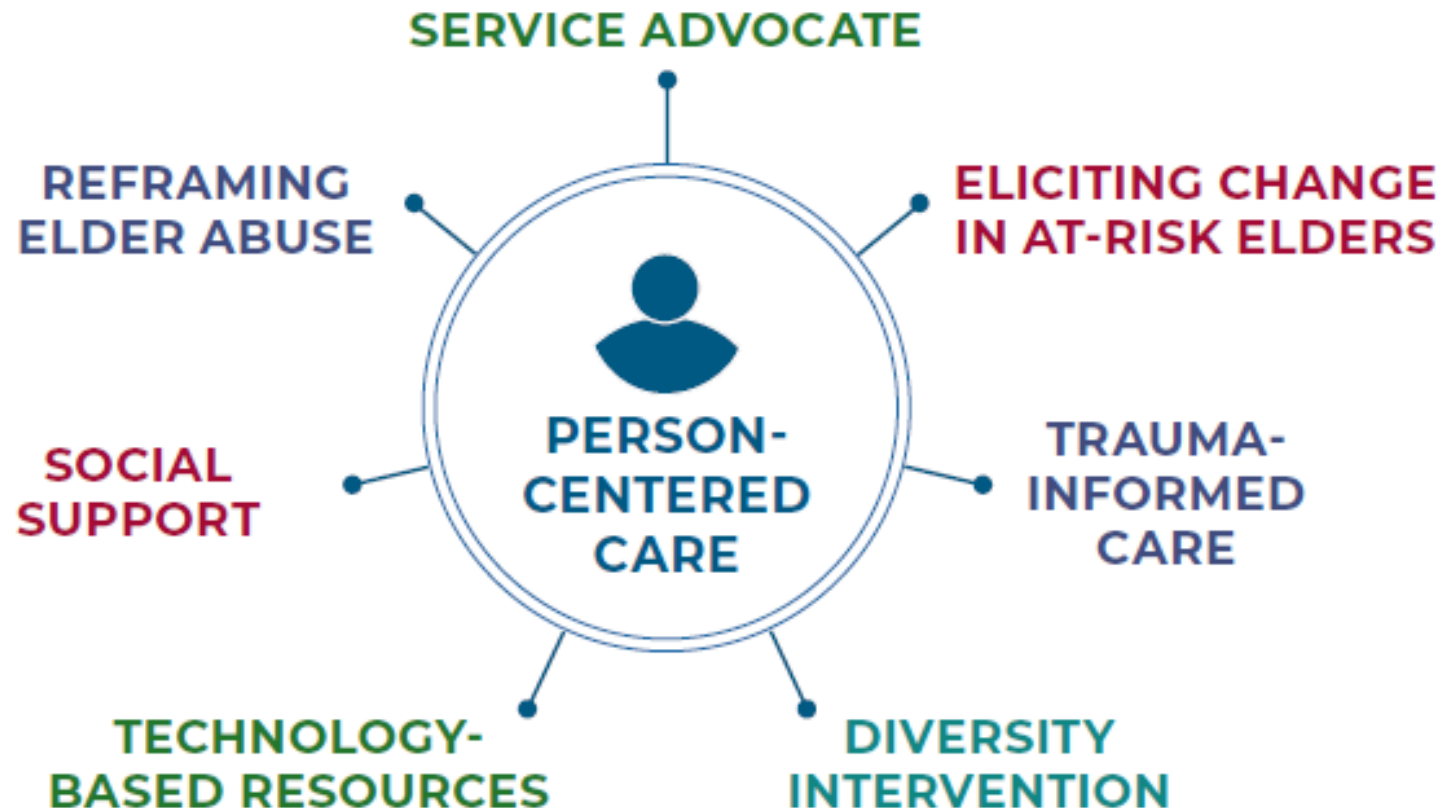 SERVICE ADVOCATE
REFRAMING
ELDER ABUSE
ELICITING CHANGE
IN AT-RISK ELDERS
PERSON-
CENTERED
CARE
SOCIAL
SUPPORT
TRAUMA-
INFORMED
CARE
TECHNOLOGY-
BASED RESOURCES
DIVERSITY
INTERVENTION